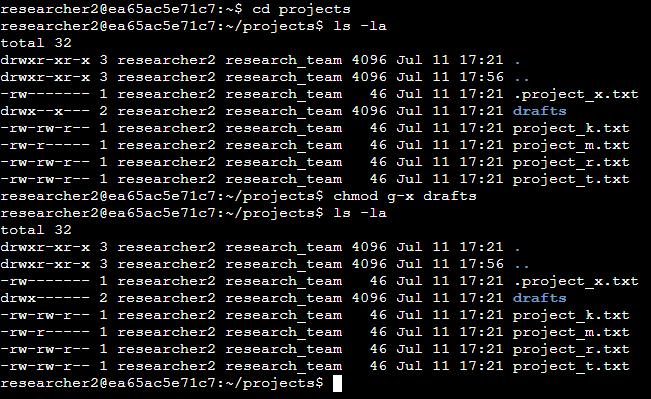 researcher2@ea65ac5e71c7:~$ cd projects
researcher2@ea65ac5e71c7:~/projects$ ls -la
total 32
drwxr-xr-x 3 researcher2 research_team 4096 Jul 11 17:21 .
drwxr-xr-x 3 researcher2 research_team 4096 Jul 11 17:56 ..
-rw------- 1 researcher2 research_team   46 Jul 11 17:21 .project_x.txt
drwx--x--- 2 researcher2 research_team 4096 Jul 11 17:21 drafts
-rw-rw-r-- 1 researcher2 research_team   46 Jul 11 17:21 project_k.txt
-rw-r----- 1 researcher2 research_team   46 Jul 11 17:21 project_m.txt
-rw-rw-r-- 1 researcher2 research_team   46 Jul 11 17:21 project_r.txt
-rw-rw-r-- 1 researcher2 research_team   46 Jul 11 17:21 project_t.txt
researcher2@ea65ac5e71c7:~/projects$ chmod g-x drafts
researcher2@ea65ac5e71c7:~/projects$ ls -la
total 32
drwxr-xr-x 3 researcher2 research_team 4096 Jul 11 17:21 .
drwxr-xr-x 3 researcher2 research_team 4096 Jul 11 17:56 ..
-rw------- 1 researcher2 research_team   46 Jul 11 17:21 .project_x.txt
drwx------ 2 researcher2 research_team 4096 Jul 11 17:21 drafts
-rw-rw-r-- 1 researcher2 research_team   46 Jul 11 17:21 project_k.txt
-rw-r----- 1 researcher2 research_team   46 Jul 11 17:21 project_m.txt
-rw-rw-r-- 1 researcher2 research_team   46 Jul 11 17:21 project_r.txt
-rw-rw-r-- 1 researcher2 research_team   46 Jul 11 17:21 project_t.txt
researcher2@ea65ac5e71c7:~/projects$